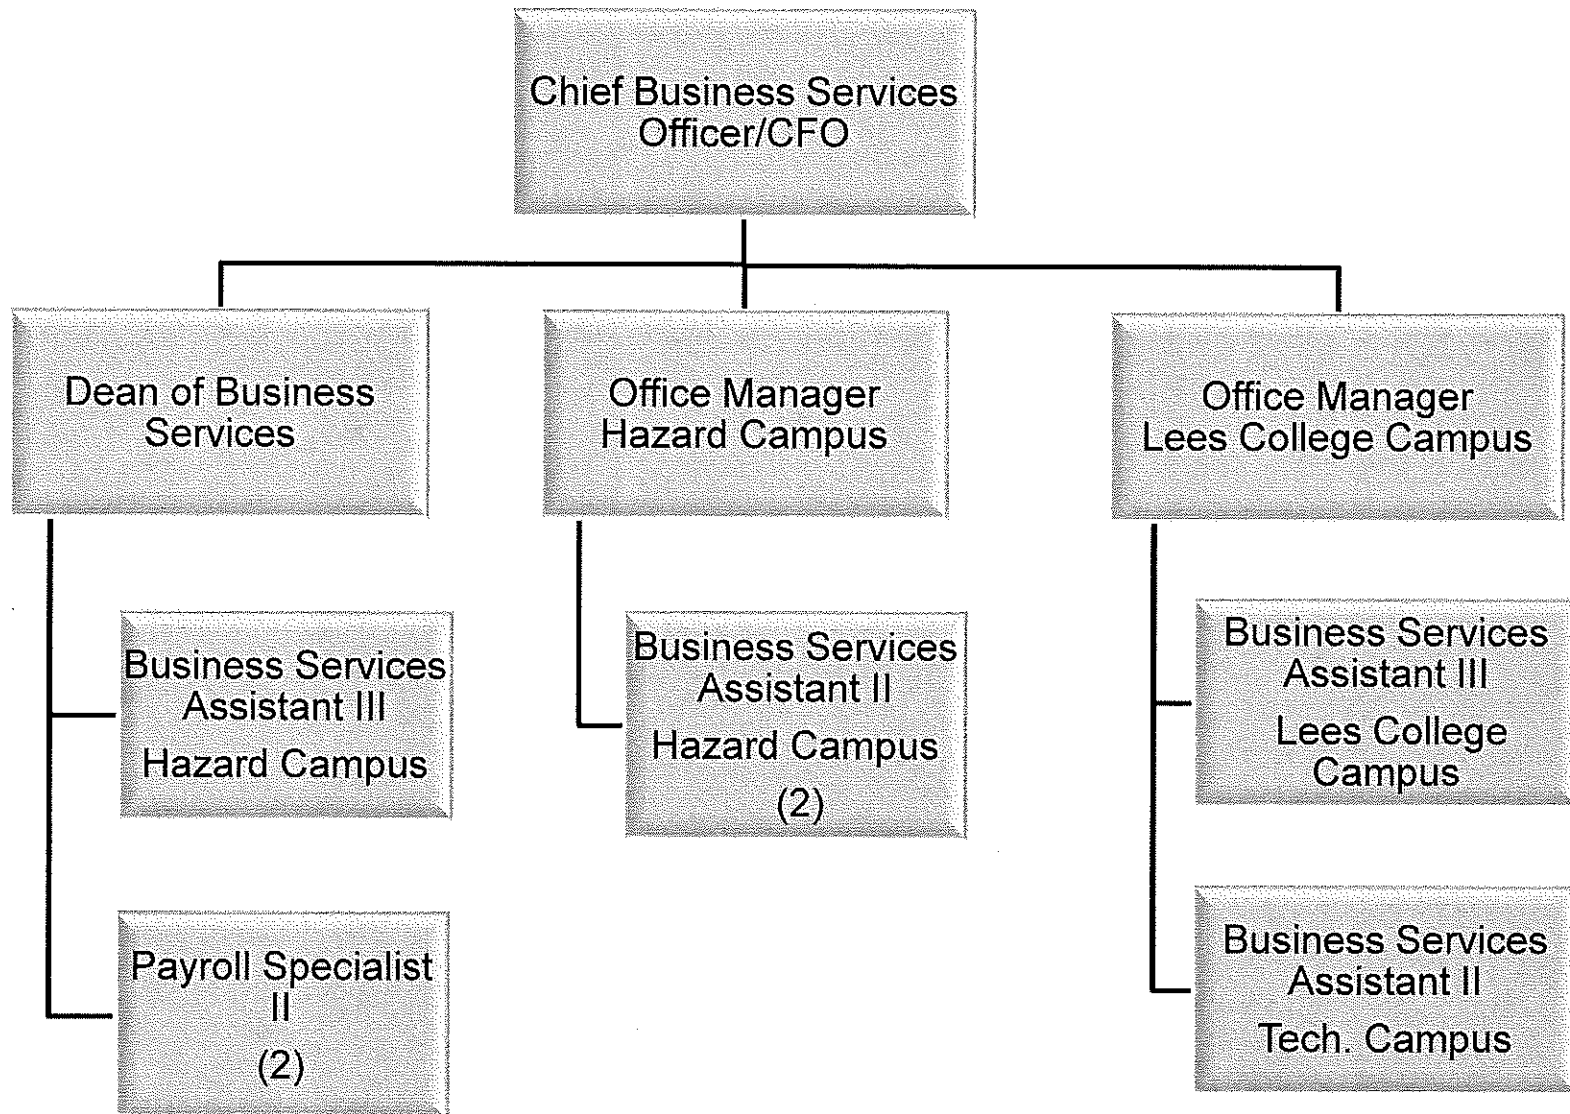 Chief Business Services
Officer/CFO
Dean of Business
Services
Office Manager
Hazard Campus
Office Manager
Lees College Campus
Business Services
Assistant III
Hazard Campus
Payroll Specialist
II
(2)
Business Services
Assistant II
Hazard Campus
(2)
Business Services
Assistant III
Lees College
Campus
Business Services
Assistant II
Tech. Campus